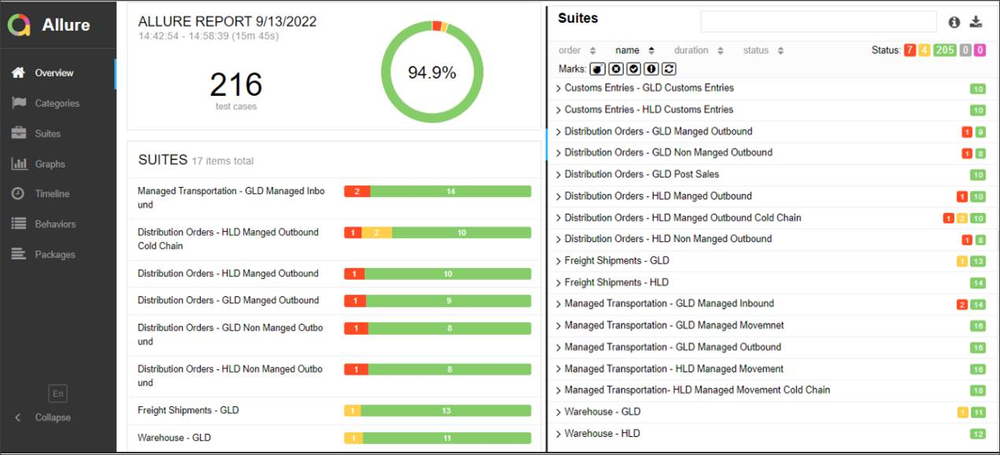 Allure
Overview
Categories
Suites
Graphs
Timeline
Behaviors
Packages
En
Collapse
ALLURE REPORT 9/13/2022
14:42:54 - 14:58:39 (15m 45s)
216
test cases
94.9%
SUITES 17 items total
Managed Transportation - GLD Managed Inbo
und
2 14
Distribution Orders - HLD Manged Outbound
Cold Chain
1 2 10
Distribution Orders - HLD Manged Outbound
1 10
Distribution Orders - GLD Manged Outbound
1 9
Distribution Orders - GLD Non Manged Outbo
und
1 8
Distribution Orders - HLD Non Manged Outbo
und
1 8
Freight Shipments - GLD
1 13
Warehouse - GLD
1 11
Suites
order name duration status Status: 7 4 205 0 0
Marks:
Customs Entries - GLD Customs Entries 10
Customs Entries - HLD Customs Entries 10
Distribution Orders - GLD Manged Outbound 1 9
Distribution Orders - GLD Non Manged Outbound 1 8
Distribution Orders - GLD Post Sales 10
Distribution Orders - HLD Manged Outbound 1 10
Distribution Orders - HLD Manged Outbound Cold Chain 1 2 10
Distribution Orders - HLD Non Manged Outbound 1 8
Freight Shipments - GLD 1 13
Freight Shipments - HLD 14
Managed Transportation - GLD Managed Inbound 2 14
Managed Transportation - GLD Managed Movemnet 16
Managed Transportation - GLD Managed Outbound 16
Managed Transportation - HLD Managed Movement 16
Managed Transportation- HLD Managed Movement Cold Chain 18
Warehouse - GLD 1 11
Warehouse - HLD 12